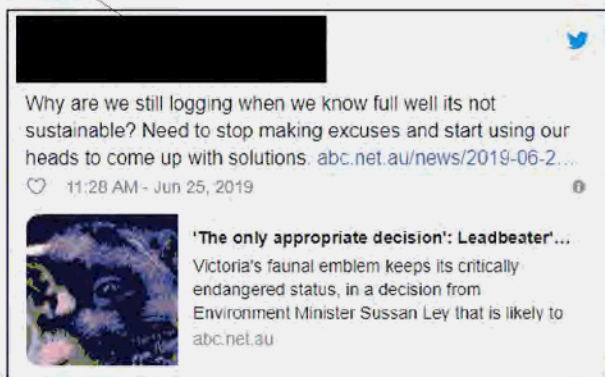 Why are we still logging when we know full well its not
sustainable? Need to stop making excuses and start using our
heads to come up with solutions. abc.net.au/news/2019-06-2...
11:28 AM - Jun 25, 2019
'The only appropriate decision': Leadbeater'...
Victoria's faunal emblem keeps its critically
endangered status, in a decision from
Environment Minister Sussan Ley that is likely to
abc.net.au